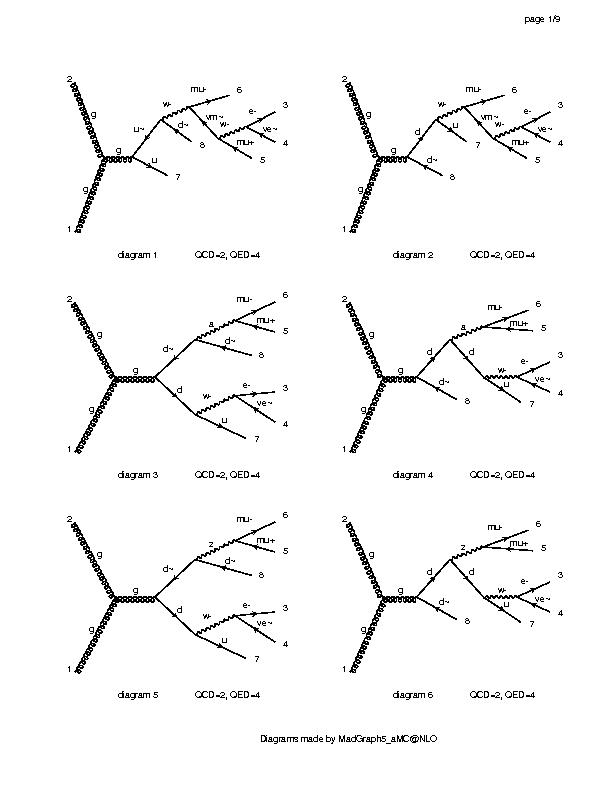 page 1/9
2
g
g
1
g
u~
w-
mu-
6
vm~
w-
e-
3
ve~
4
mu+
5
d~
8
u
7
diagram 1 QCD=2, QED=4
2
g
g
1
g
d
w-
mu-
6
vm~
w-
e-
3
ve~
4
mu+
5
u
7
d~
8
diagram 2 QCD=2, QED=4
2
g
g
1
g
d~
a
mu-
6
mu+
5
d~
8
d
w-
e-
3
ve~
4
u
7
diagram 3 QCD=2, QED=4
2
g
g
1
g
d
a
mu-
6
mu+
5
d
w-
e-
3
ve~
4
u
7
d~
8
diagram 4 QCD=2, QED=4
2
g
g
1
g
d~
z
mu-
6
mu+
5
d~
8
d
w-
e-
3
ve~
4
u
7
diagram 5 QCD=2, QED=4
2
g
g
1
g
d
z
mu-
6
mu+
5
d
w-
e-
3
ve~
4
u
7
d~
8
diagram 6 QCD=2, QED=4
Diagrams made by MadGraph5_aMC@NLO